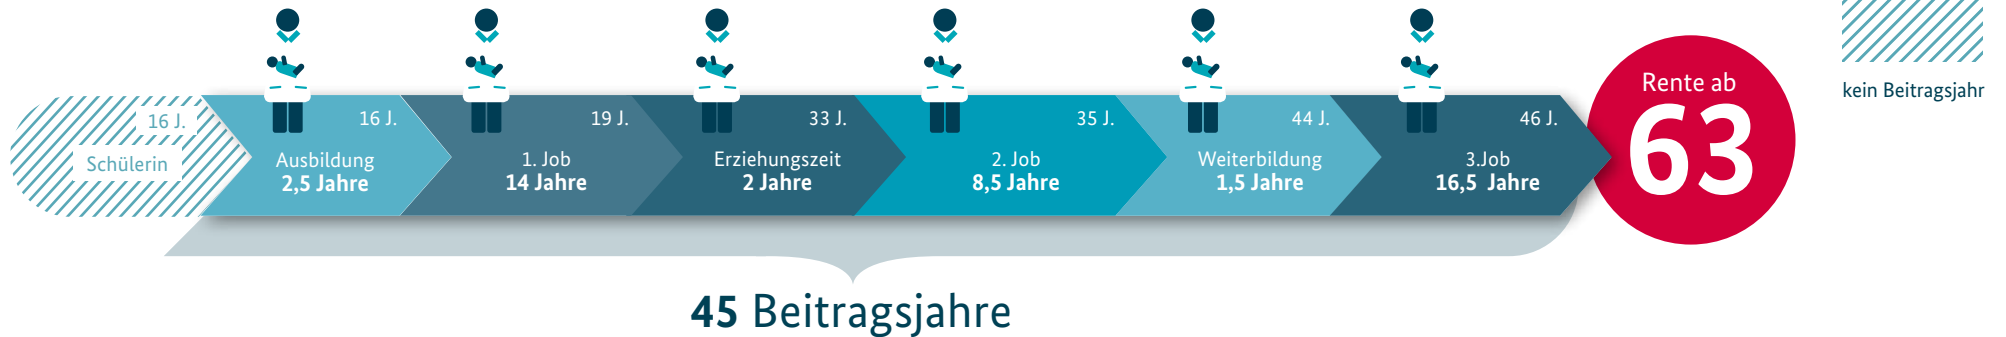 16 J.
Schülerin
16 J.
Ausbildung
2,5 Jahre
19 J.
1. Job
14 Jahre
33 J.
Erziehungszeit
2 Jahre
35 J.
2. Job
8,5 Jahre
44 J.
Weiterbildung
1,5 Jahre
46 J.
3.Job
16,5 Jahre
Rente ab
63
kein Beitragsjahr
45 Beitragsjahre